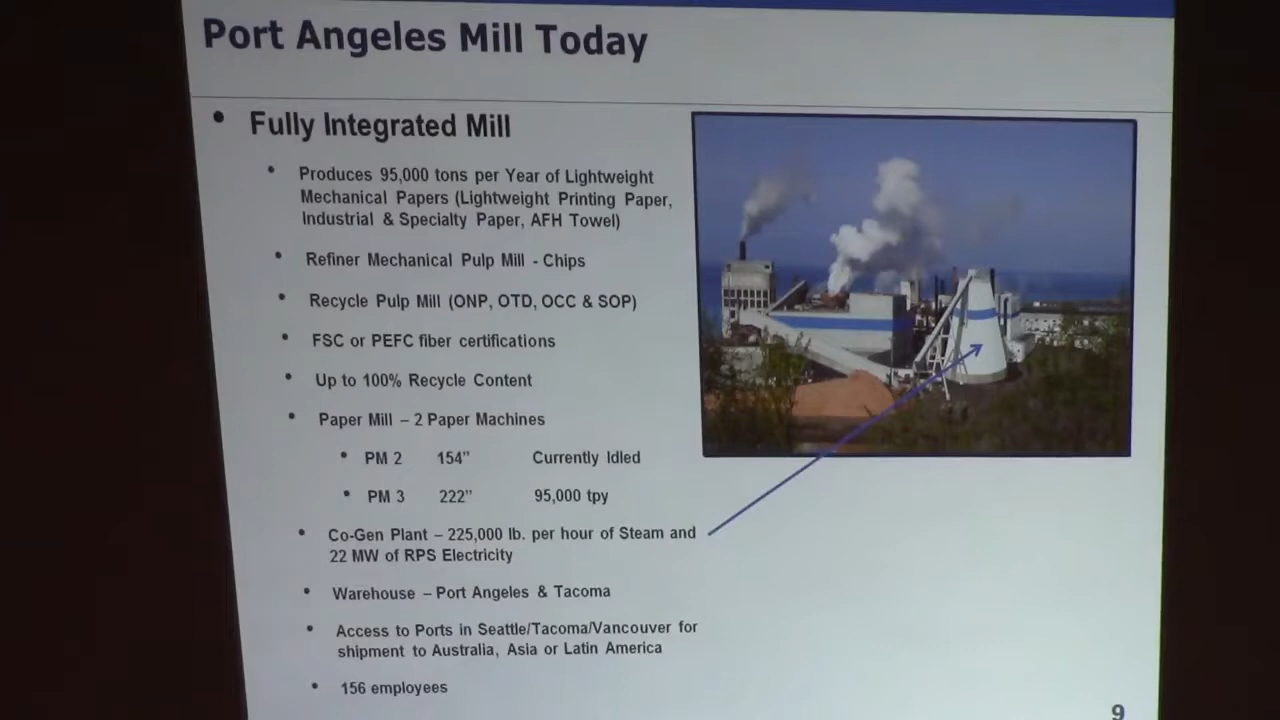 Port Angeles Mill Today
• Fully Integrated Mill
• Produces 95,000 tons per Year of Lightweight
Mechanical Papers (Lightweight Printing Paper,
Industrial & Specialty Paper, AFH Towel)
• Refiner Mechanical Pulp Mill - Chips
• Recycle Pulp Mill (ONP, OTD, OCC & SOP)
• FSC or PEFC fiber certifications
• Up to 100% Recycle Content
• Paper Mill – 2 Paper Machines
• PM 2 154” Currently Idled
• PM 3 222” 95,000 tpy
• Co-Gen Plant – 225,000 lb. per hour of Steam and
22 MW of RPS Electricity
• Warehouse – Port Angeles & Tacoma
• Access to Ports in Seattle/Tacoma/Vancouver for
shipment to Australia, Asia or Latin America
• 156 employees
9